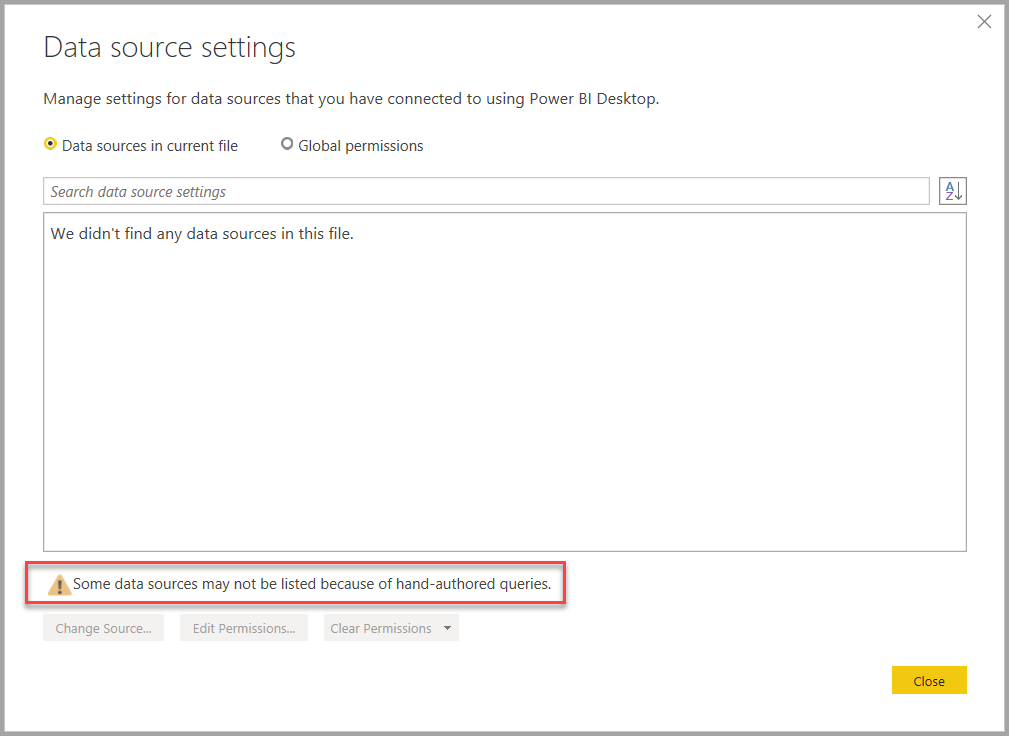 Data source settings
Manage settings for data sources that you have connected to using Power BI Desktop.
Data sources in current file Global permissions
Search data source settings
A
Z
We didn't find any data sources in this file.
Some data sources may not be listed because of hand-authored queries.
Change Source... Edit Permissions... Clear Permissions
Close